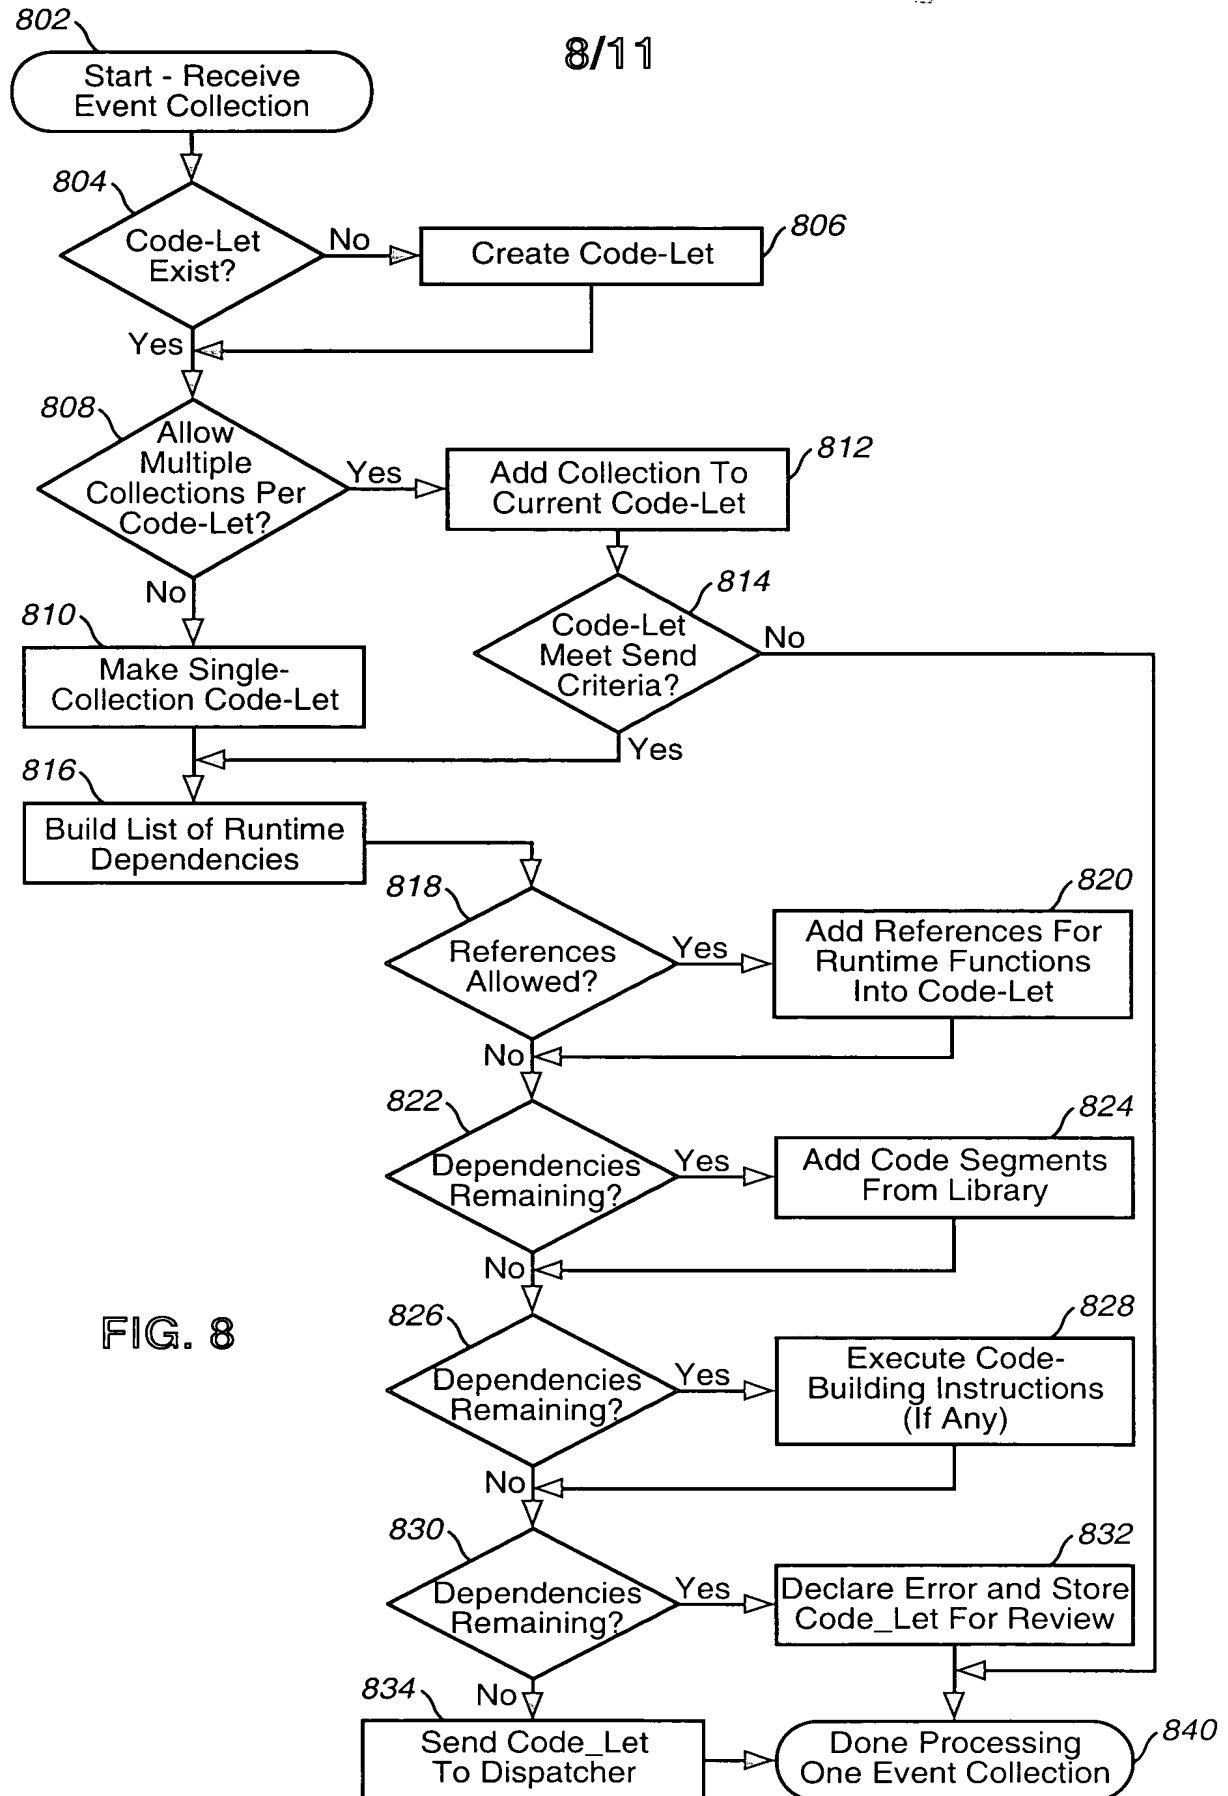 802
8/11
Start - Receive
Event Collection
804
Code-Let
Exist?
No
806
Create Code-Let
Yes
808
Allow
Multiple
Collections Per
Code-Let?
Yes
812
Add Collection To
Current Code-Let
No
814
Code-Let
Meet Send
Criteria?
No
810
Make Single-
Collection Code-Let
Yes
816
Build List of Runtime
Dependencies
818
References
Allowed?
Yes
820
Add References For
Runtime Functions
Into Code-Let
No
822
Dependencies
Remaining?
Yes
824
Add Code Segments
From Library
No
FIG. 8
826
Dependencies
Remaining?
Yes
828
Execute Code-
Building Instructions
(If Any)
No
830
Dependencies
Remaining?
Yes
832
Declare Error and Store
Code_Let For Review
No
834
Send Code_Let
To Dispatcher
840
Done Processing
One Event Collection